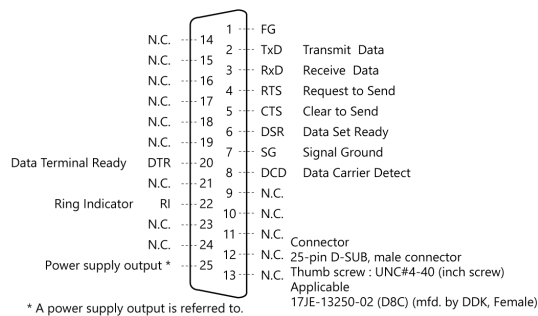 1 --- FG
N.C. --- 14
2 --- TxD Transmit Data
N.C. --- 15
3 --- RxD Receive Data
N.C. --- 16
4 --- RTS Request to Send
N.C. --- 17
5 --- CTS Clear to Send
N.C. --- 18
6 --- DSR Data Set Ready
N.C. --- 19
7 --- SG Signal Ground
Data Terminal Ready DTR --- 20
8 --- DCD Data Carrier Detect
N.C. --- 21
9 --- N.C.
Ring Indicator RI --- 22
10 --- N.C.
N.C. --- 23
11 --- N.C.
N.C. --- 24
12 --- N.C.
Power supply output * --- 25
13 --- N.C.
Connector
25-pin D-SUB, male connector
Thumb screw : UNC#4-40 (inch screw)
Applicable
17JE-13250-02 (D8C) (mfd. by DDK, Female)
* A power supply output is referred to.